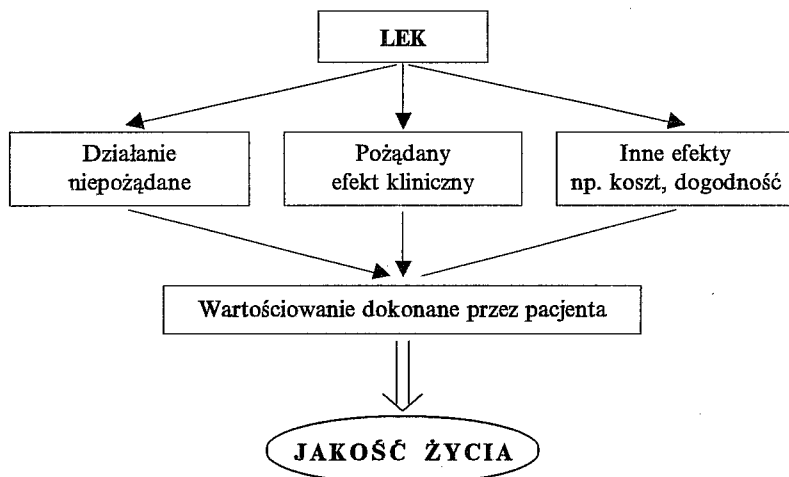 LEK
Działanie
niepożądane
Pożądany
efekt kliniczny
Inne efekty
np. koszt, dogodność
Wartościowanie dokonane przez pacjenta
JAKOŚĆ ŻYCIA